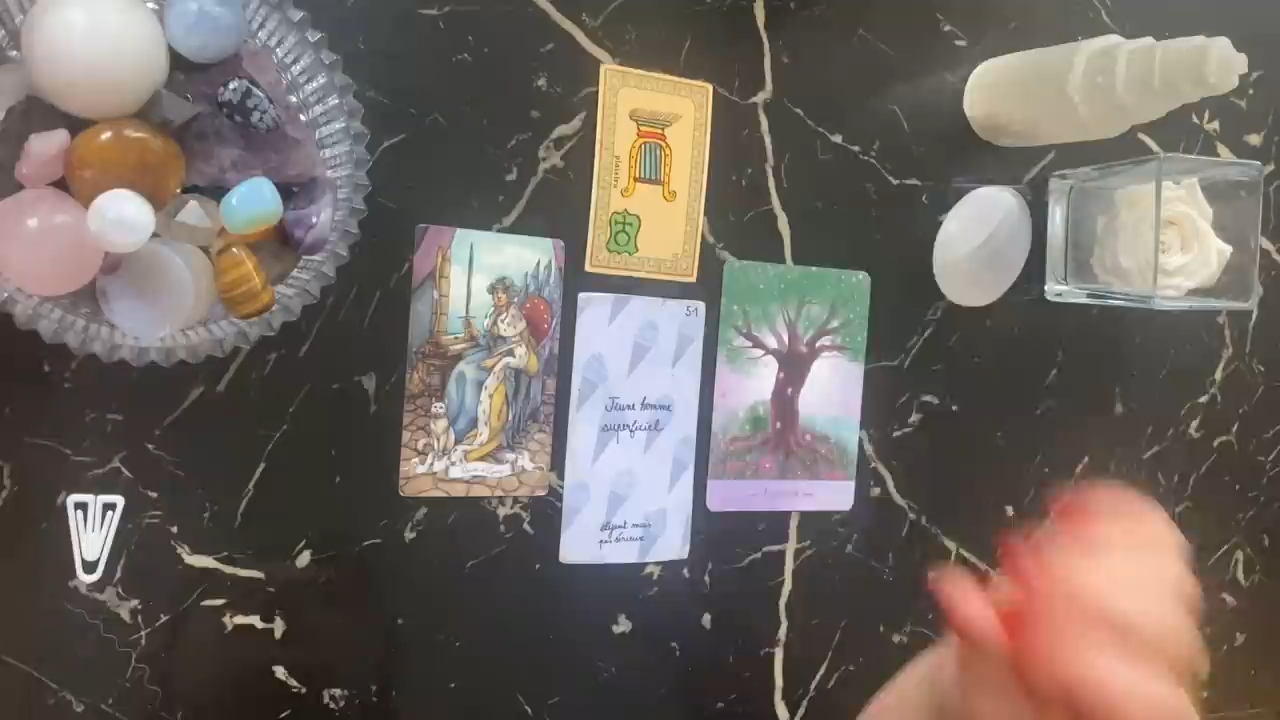 plaisirs
51
Jeune homme
superficiel
élégant mais
pas sérieux